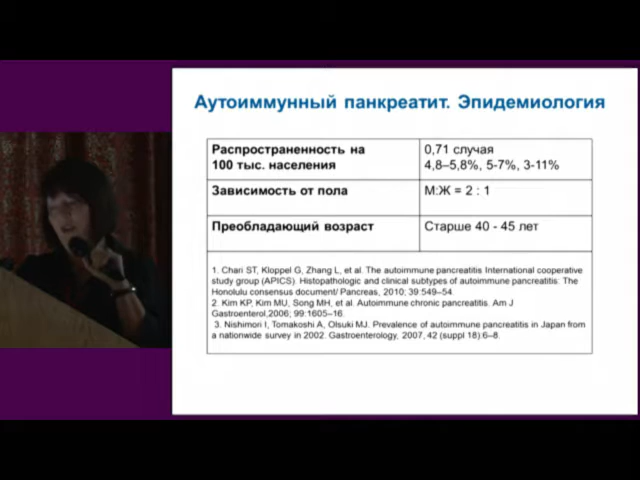 Аутоиммунный панкреатит. Эпидемиология
Распространенность на
100 тыс. населения
0,71 случая
4,8–5,8%, 5-7%, 3-11%
Зависимость от пола
М:Ж = 2 : 1
Преобладающий возраст
Старше 40 - 45 лет
1. Chari ST, Kloppel G, Zhang L, et al. The autoimmune pancreatitis International cooperative
study group (APICS). Histopathologic and clinical subtypes of autoimmune pancreatitis. The
Honolulu consensus document/ Pancreas, 2010; 39:549–54.
2. Kim KP, Kim MU, Song MH, et al. Autoimmune chronic pancreatitis. Am J
Gastroenterol,2006; 99:1605–16.
3. Nishimori I, Tomakoshi A, Olsuki MJ. Prevalence of autoimmune pancreatitis in Japan from
a nationwide survey in 2002. Gastroenterology, 2007, 42 (suppl 18):6–8.